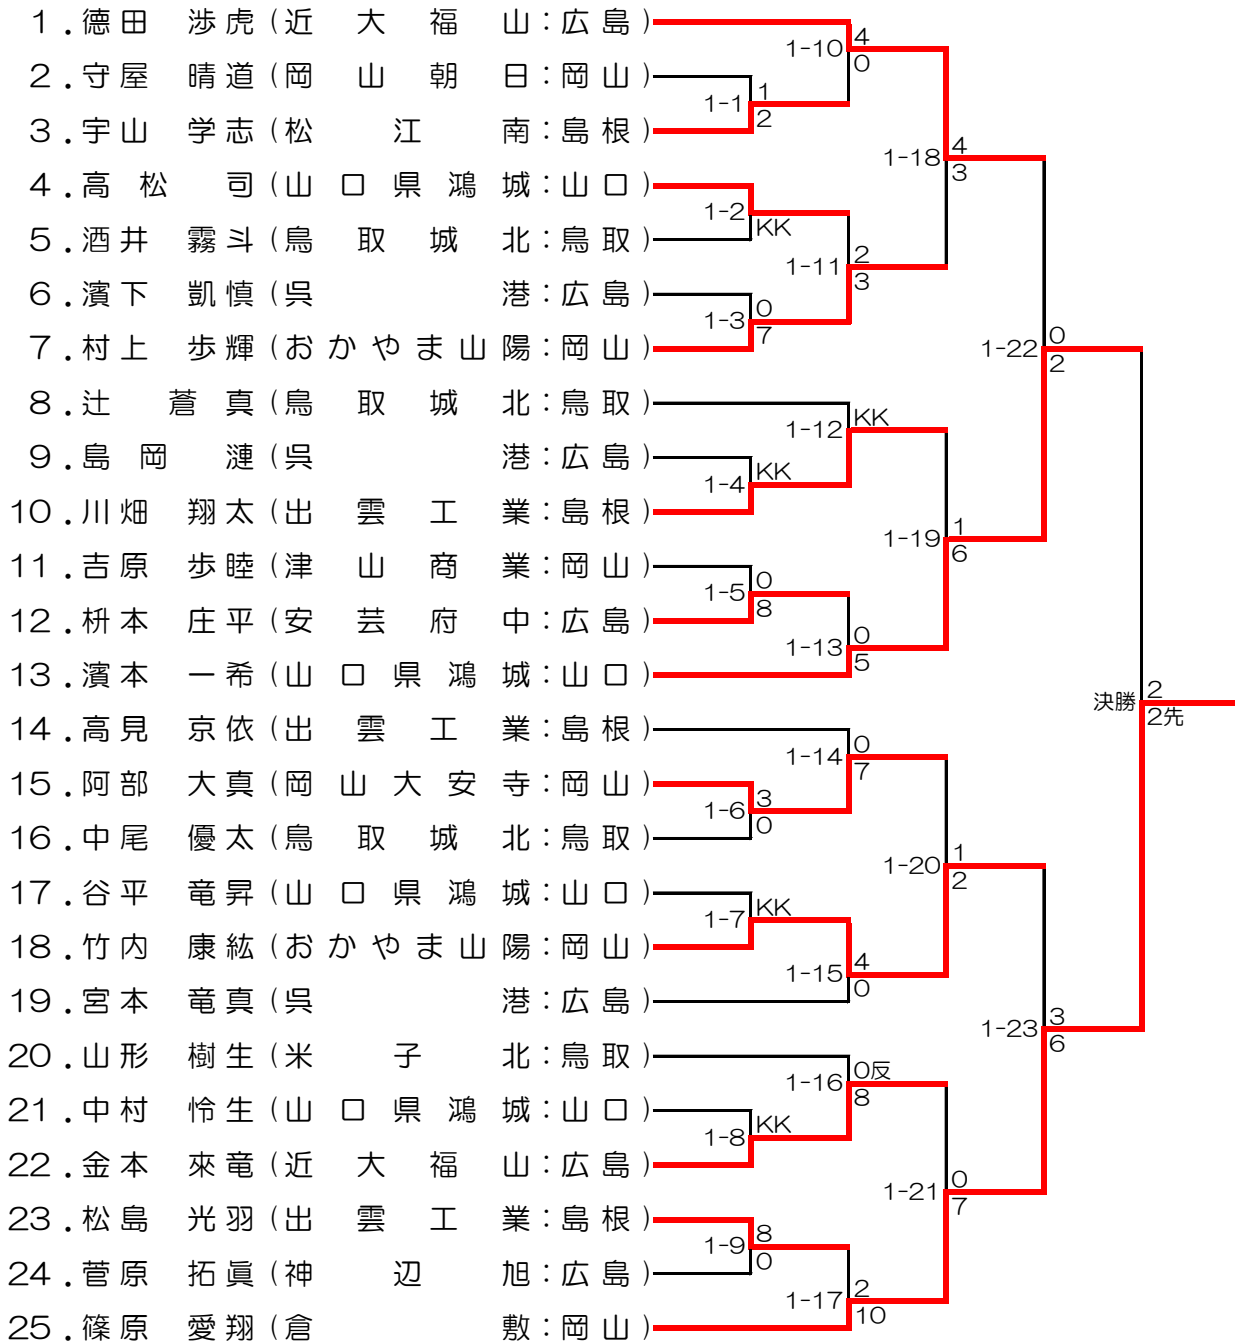 1.德田 渉虎(近大福山:広島)
2.守屋 晴道(岡山朝日:岡山)
3.宇山 学志(松江南:島根)
4.高松 司(山口県鴻城:山口)
5.酒井 霧斗(鳥取城北:鳥取)
6.濱下 凱慎(呉港:広島)
7.村上 歩輝(おかやま山陽:岡山)
8.辻 蒼真(鳥取城北:鳥取)
9.島岡 漣(呉港:広島)
10.川畑 翔太(出雲工業:島根)
11.吉原 歩睦(津山商業:岡山)
12.枡本 庄平(安芸府中:広島)
13.濱本 一希(山口県鴻城:山口)
14.高見 京依(出雲工業:島根)
15.阿部 大真(岡山大安寺:岡山)
16.中尾 優太(鳥取城北:鳥取)
17.谷平 竜昇(山口県鴻城:山口)
18.竹内 康紘(おかやま山陽:岡山)
19.宮本 竜真(呉港:広島)
20.山形 樹生(米子北:鳥取)
21.中村 怜生(山口県鴻城:山口)
22.金本 來竜(近大福山:広島)
23.松島 光羽(出雲工業:島根)
24.菅原 拓眞(神辺旭:広島)
25.篠原 愛翔(倉敷:岡山)
1-1 1 2
1-2 KK
1-3 0 7
1-4 KK
1-5 0 8
1-6 3 0
1-7 KK
1-8 KK
1-9 8 0
1-10 4 0
1-11 2 3
1-12 KK
1-13 0 5
1-14 0 7
1-15 4 0
1-16 0反 8
1-17 2 10
1-18 4 3
1-19 1 6
1-20 1 2
1-21 0 7
1-22 0 2
1-23 3 6
決勝 2 2先